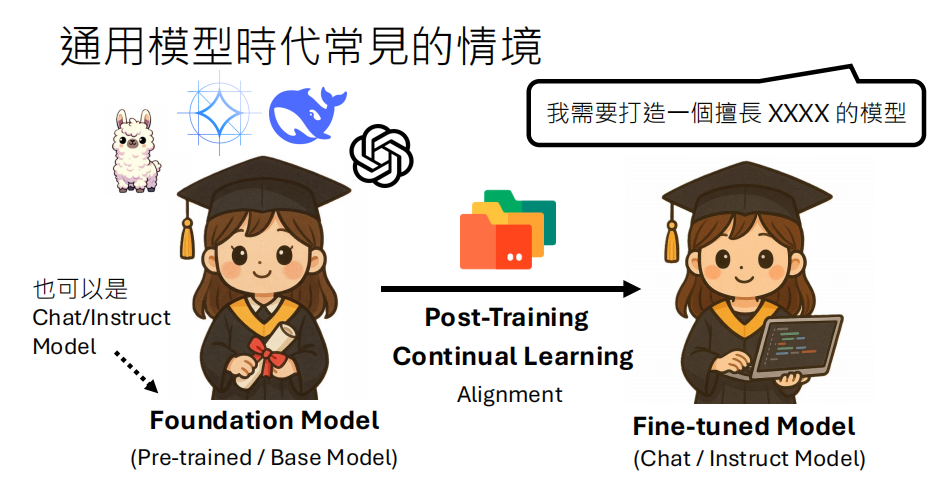 通用模型時代常見的情境
我需要打造一個擅長 XXXX 的模型
也可以是
Chat/Instruct
Model
Post-Training
Continual Learning
Alignment
Foundation Model
(Pre-trained / Base Model)
Fine-tuned Model
(Chat / Instruct Model)